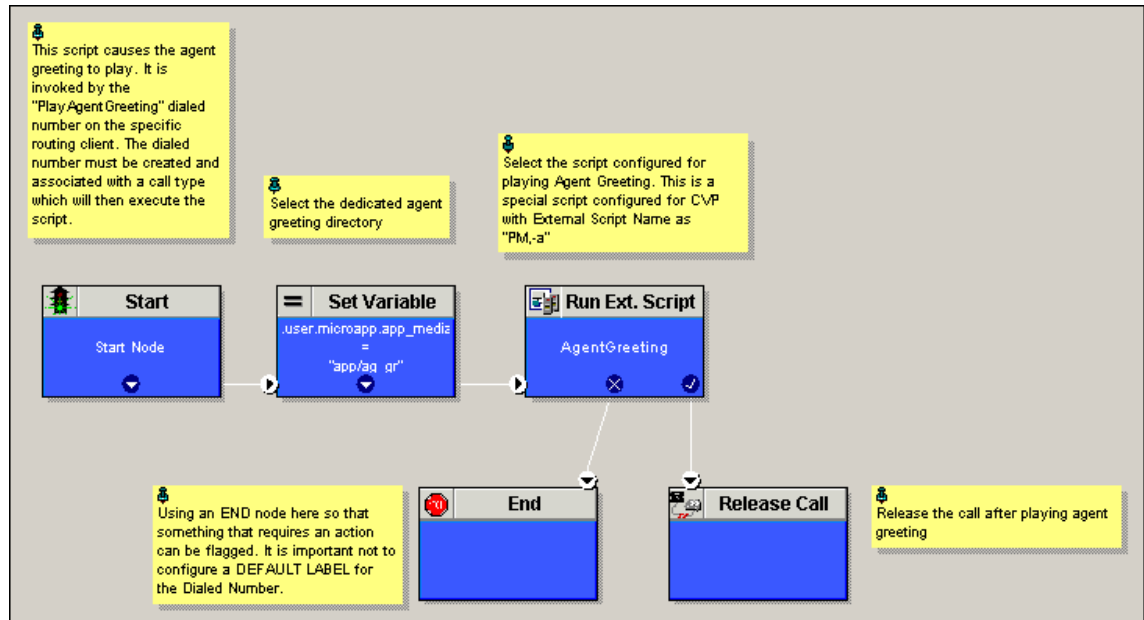 This script causes the agent
greeting to play. It is
invoked by the
"PlayAgentGreeting" dialed
number on the specific
routing client. The dialed
number must be created and
associated with a call type
which will then execute the
script.
Select the dedicated agent
greeting directory
Select the script configured for
playing Agent Greeting. This is a
special script configured for CVP
with External Script Name as
"PM,-a"
Start
Start Node
= Set Variable
.user.microapp.app_media
=
"app/ag_gr"
Run Ext. Script
AgentGreeting
Using an END node here so that
something that requires an action
can be flagged. It is important not to
configure a DEFAULT LABEL for
the Dialed Number.
End
Release Call
Release the call after playing agent
greeting